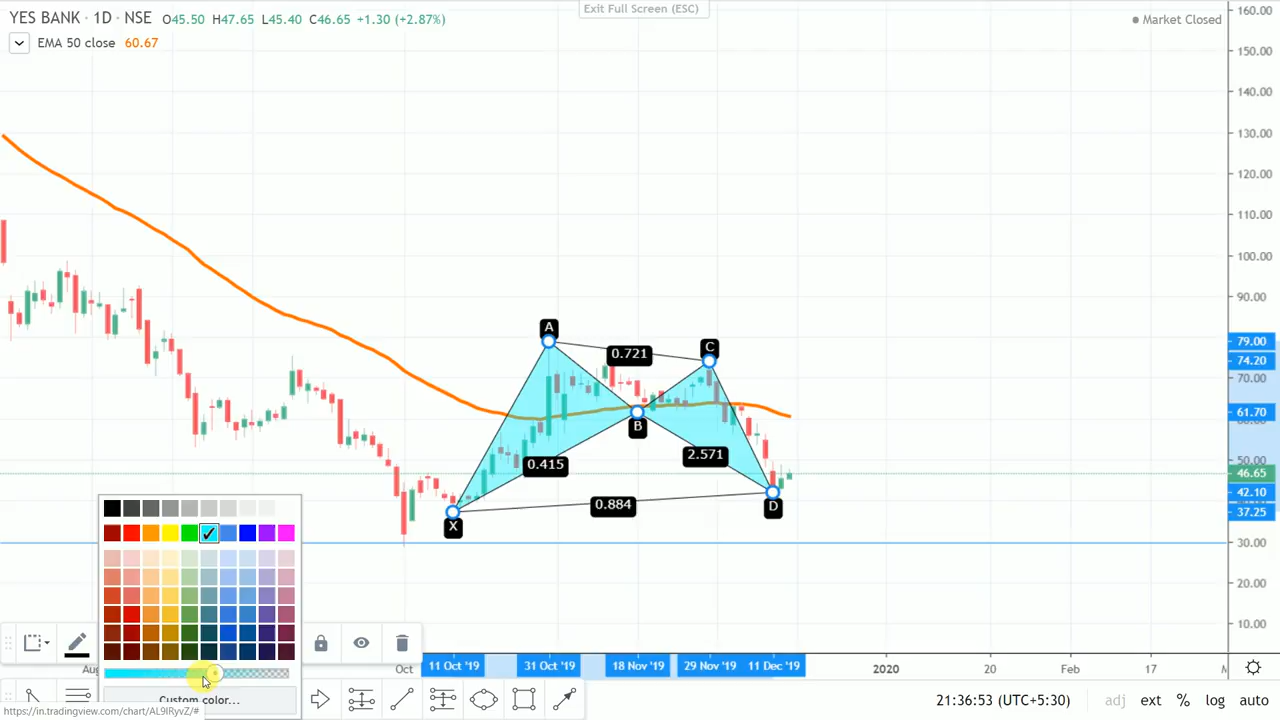 Exit Full Screen (ESC)
YES BANK · 1D · NSE O45.50 H47.65 L45.40 C46.65 +1.30 (+2.87%)
Market Closed
EMA 50 close 60.67
160.00
150.00
140.00
130.00
120.00
110.00
100.00
90.00
79.00
74.20
70.00
61.70
50.00
46.65
42.10
37.25
30.00
20.00
10.00
A
0.721
C
B
0.415
2.571
0.884
X
D
Oct
11 Oct '19
31 Oct '19
18 Nov '19
29 Nov '19
11 Dec '19
2020
20
Feb
17
Custom color...
21:36:53 (UTC+5:30)
adj
ext
%
log
auto
https://in.tradingview.com/chart/AL9IRyvZ/#